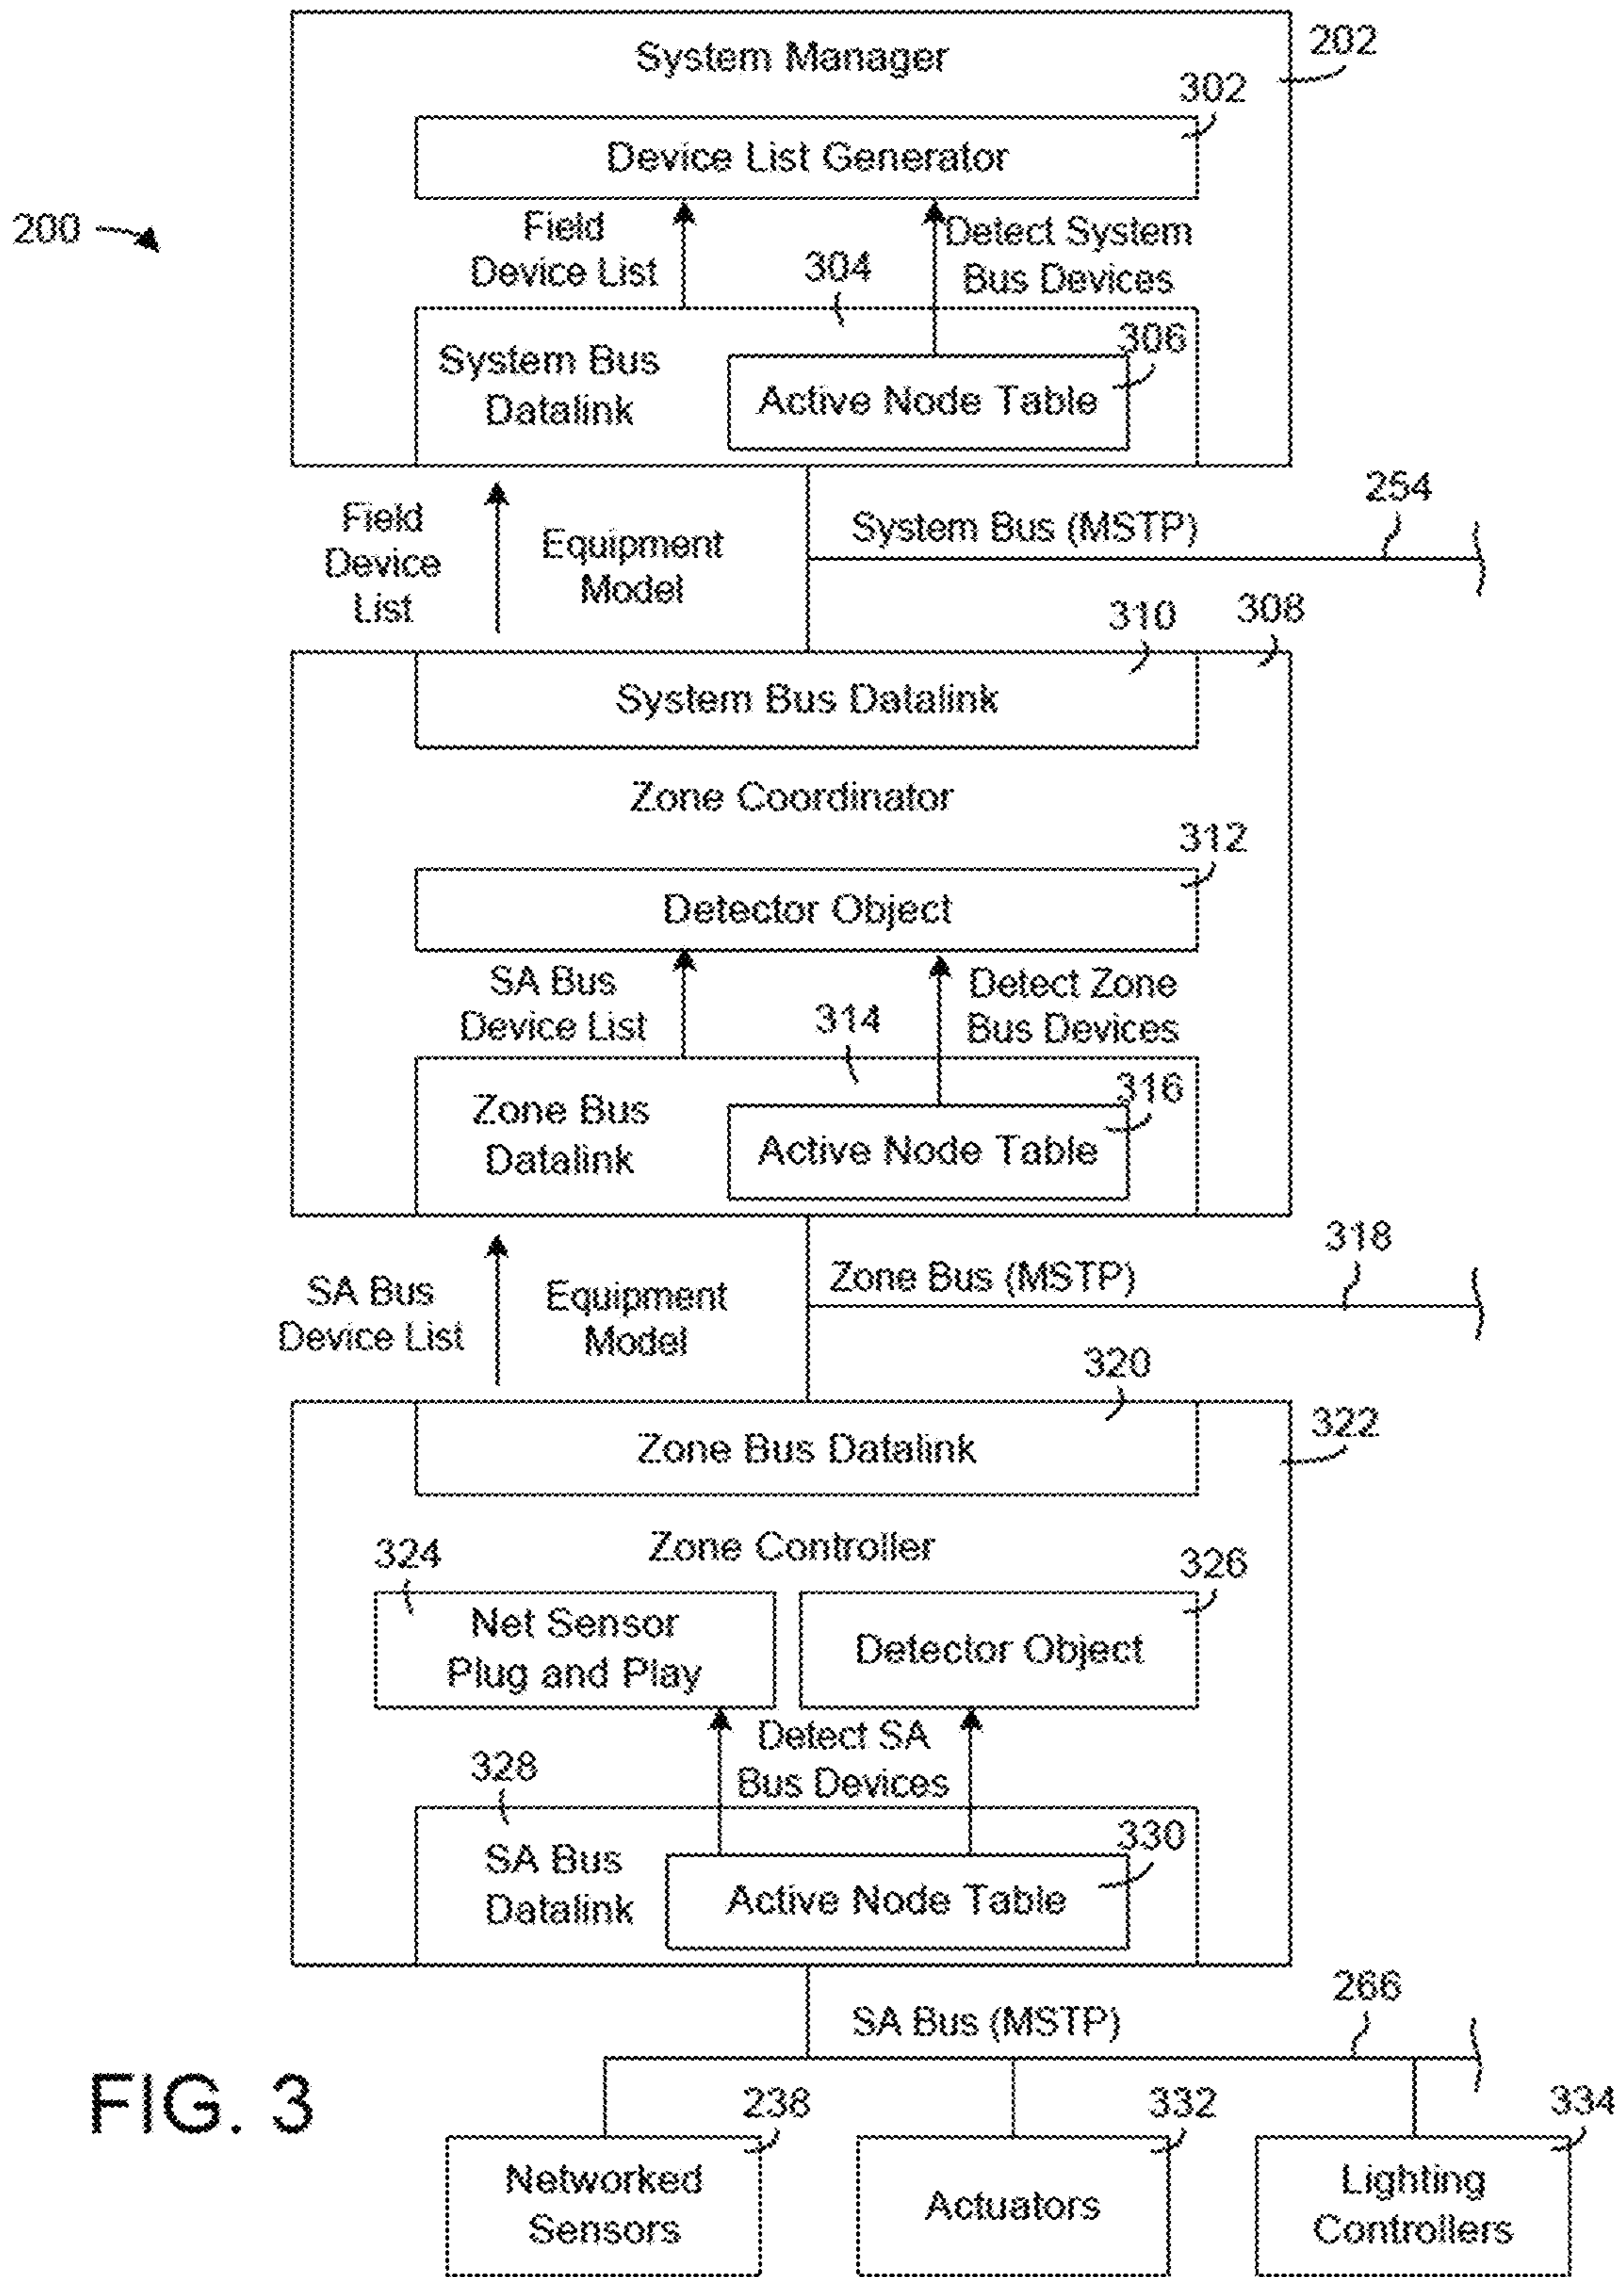 System Manager
202
302
Device List Generator
200
Field
Device List
304
Detect System
Bus Devices
306
System Bus
Datalink
Active Node Table
254
Field
Device
List
Equipment
Model
System Bus (MSTP)
310
308
System Bus Datalink
Zone Coordinator
312
Detector Object
SA Bus
Device List
314
Detect Zone
Bus Devices
316
Zone Bus
Datalink
Active Node Table
318
SA Bus
Device List
Equipment
Model
Zone Bus (MSTP)
320
322
Zone Bus Datalink
Zone Controller
324
326
Net Sensor
Plug and Play
Detector Object
Detect SA
Bus Devices
328
330
SA Bus
Datalink
Active Node Table
266
SA Bus (MSTP)
FIG. 3
238
332
334
Networked
Sensors
Actuators
Lighting
Controllers